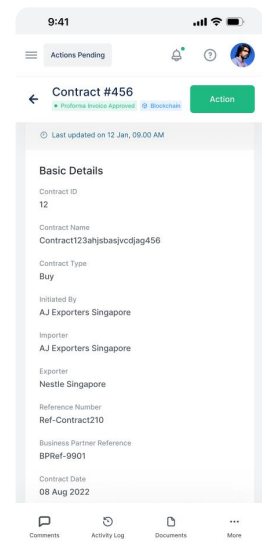 9:41
Actions Pending
Contract #456
Proforma Invoice Approved Blockchain
Action
Last updated on 12 Jan, 09.00 AM
Basic Details
Contract ID
12
Contract Name
Contract123ahjsbasjvcdjag456
Contract Type
Buy
Initiated By
AJ Exporters Singapore
Importer
AJ Exporters Singapore
Exporter
Nestle Singapore
Reference Number
Ref-Contract210
Business Partner Reference
BPRef-9901
Contract Date
08 Aug 2022
Comments Activity Log Documents More